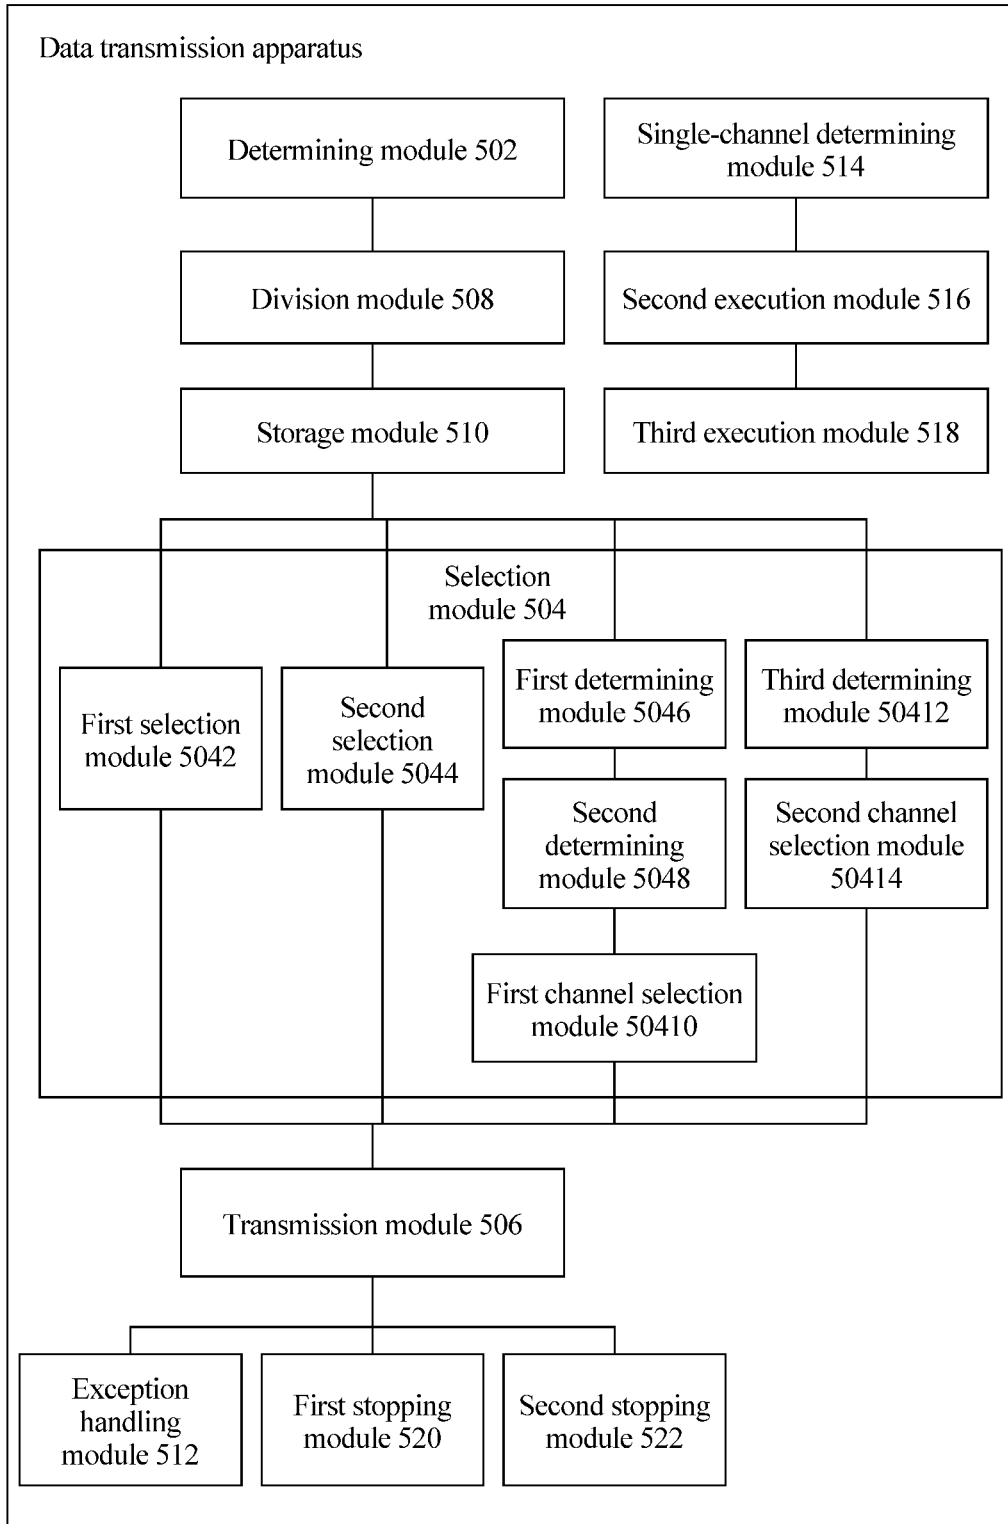 Data transmission apparatus
Determining module 502
Single-channel determining
module 514
Division module 508
Second execution module 516
Storage module 510
Third execution module 518
Selection
module 504
First selection
module 5042
Second
selection
module 5044
First determining
module 5046
Third determining
module 50412
Second
determining
module 5048
Second channel
selection module
50414
First channel selection
module 50410
Transmission module 506
Exception
handling
module 512
First stopping
module 520
Second stopping
module 522